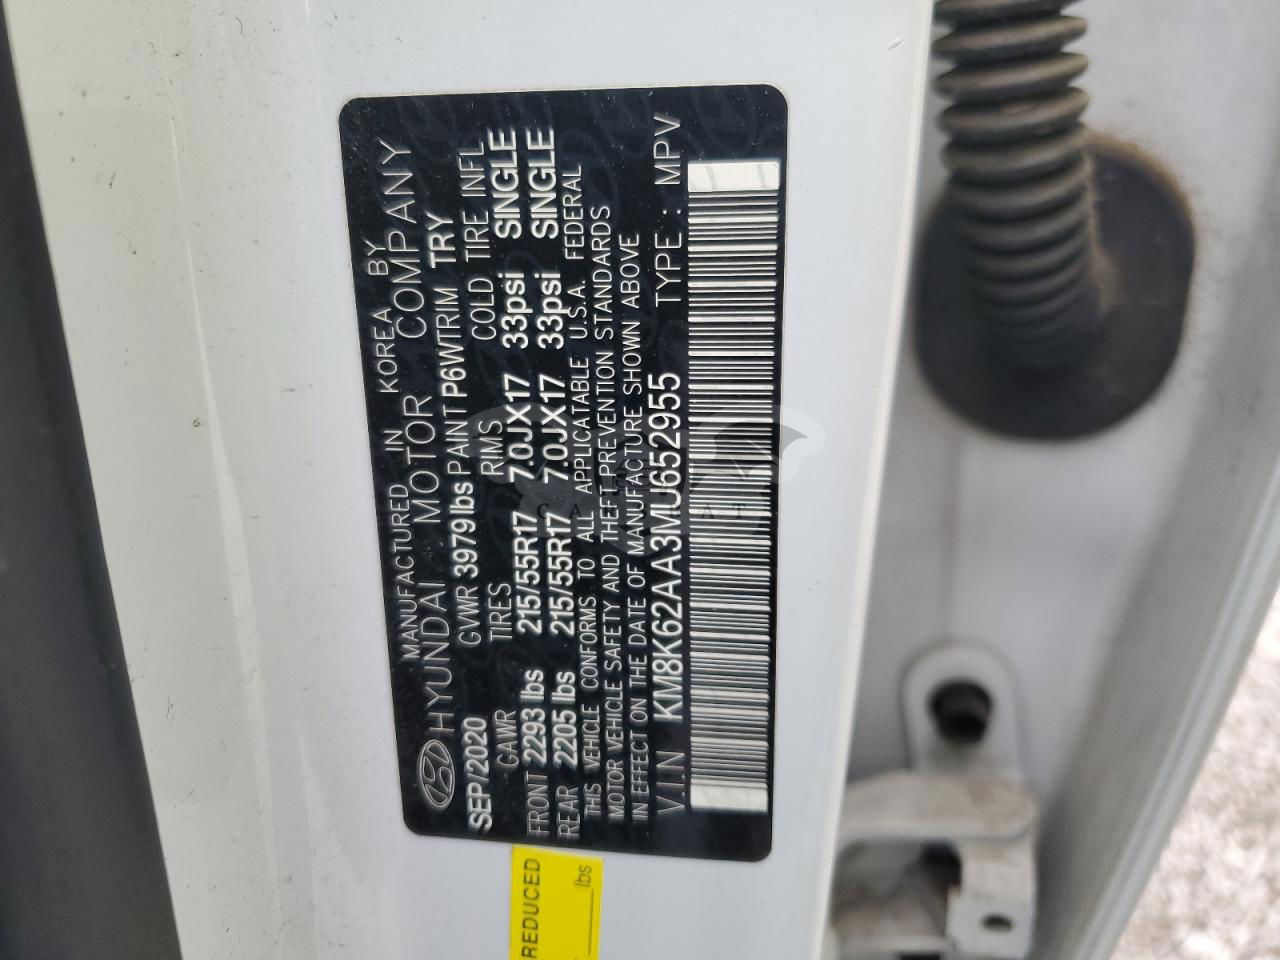 MANUFACTURED IN KOREA BY
HYUNDAI MOTOR COMPANY
SEP/2020 GVWR 3979lbs PAINT P6W TRIM TRY
GAWR TIRES RIMS COLD TIRE INFL
FRONT 2293 lbs 215/55R17 7.0JX17 33psi SINGLE
REAR 2205 lbs 215/55R17 7.0JX17 33psi SINGLE
THIS VEHICLE CONFORMS TO ALL APPLICATABLE U.S.A. FEDERAL
MOTOR VEHICLE SAFETY AND THEFT PREVENTION STANDARDS
IN EFFECT ON THE DATE OF MANUFACTURE SHOWN ABOVE
V.I.N KM8K62AA3MU652955 TYPE: MPV
REDUCED
lbs